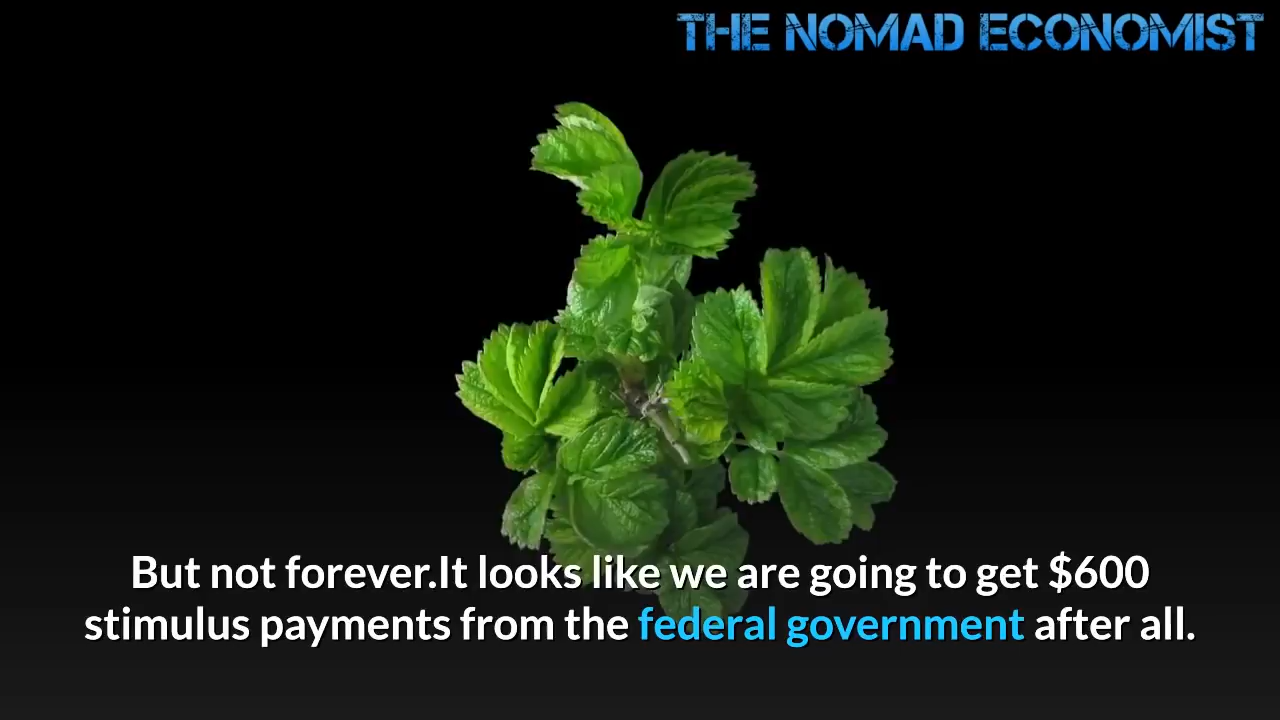 THE NOMAD ECONOMIST
But not forever.It looks like we are going to get $600
stimulus payments from the federal government after all.